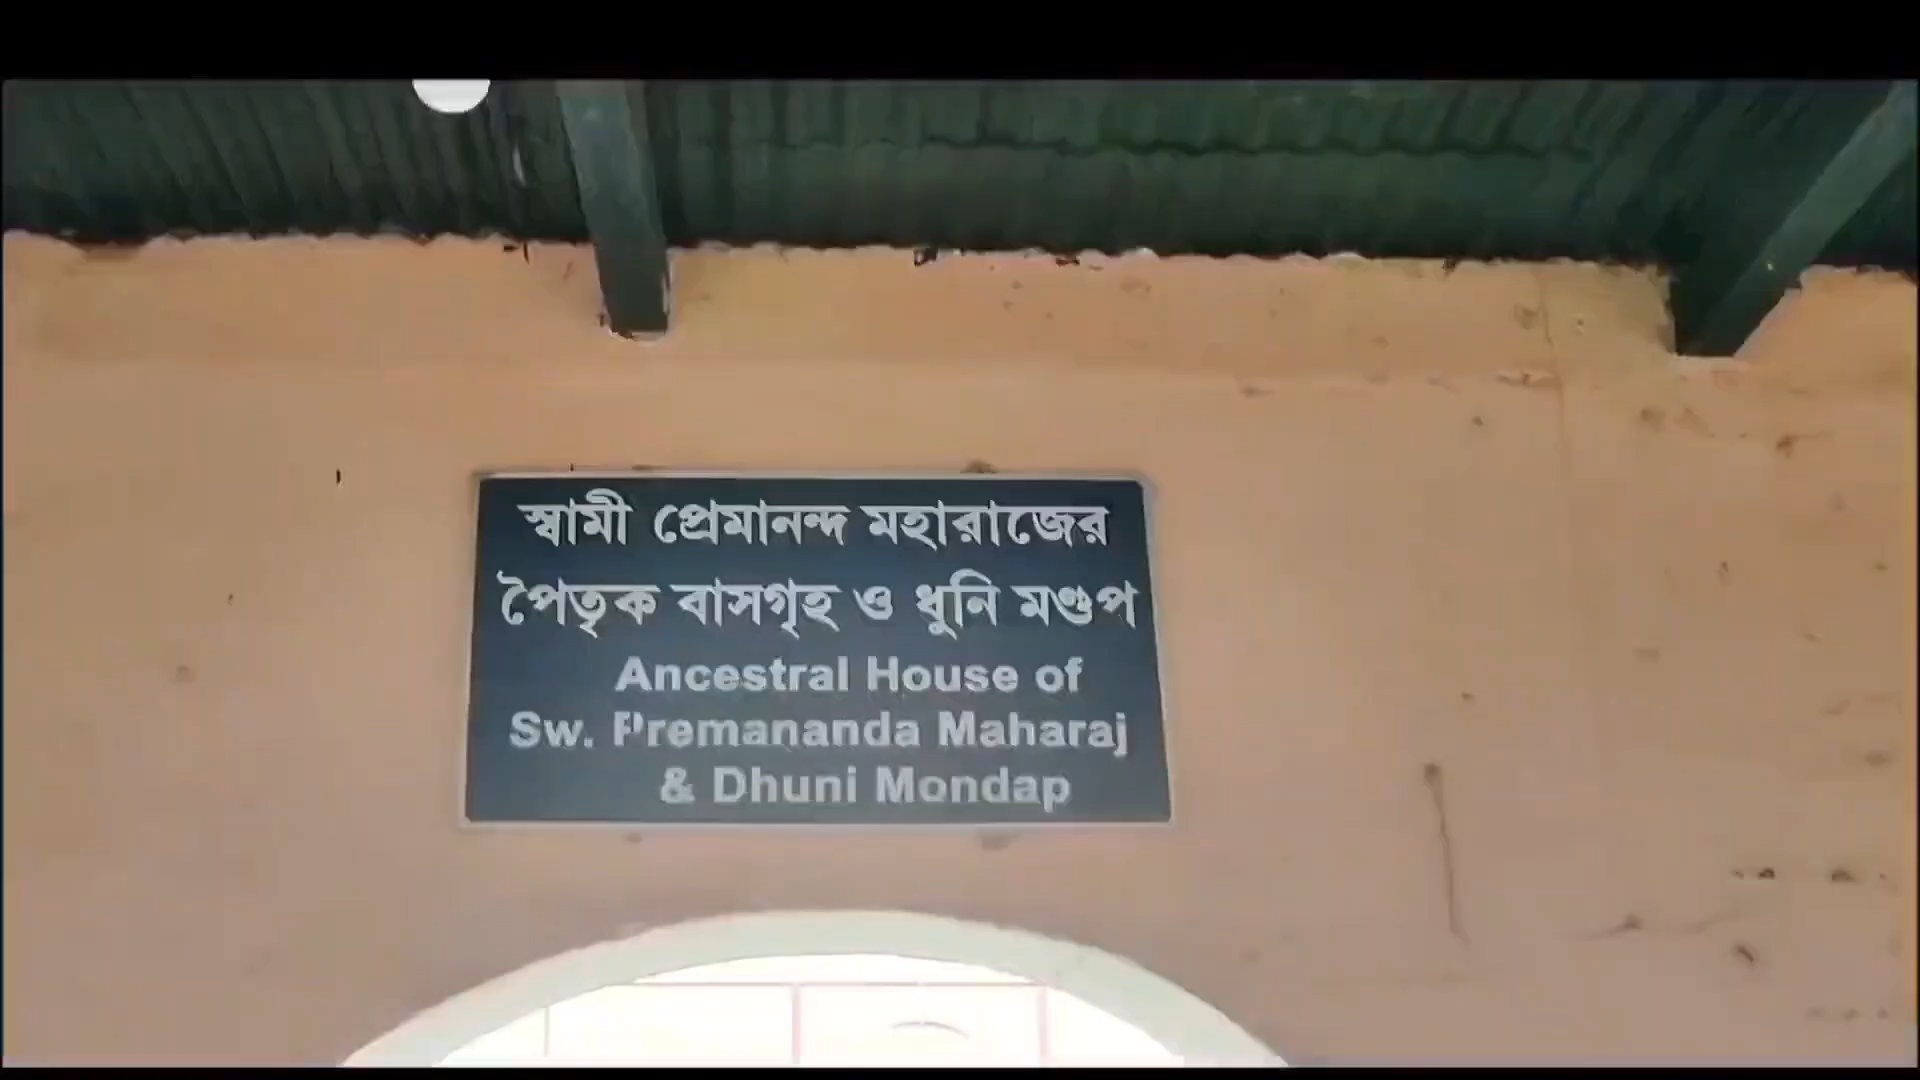 স্বামী প্রেমানন্দ মহারাজের
পৈতৃক বাসগৃহ ও ধুনি মণ্ডপ
Ancestral House of
Sw. Premananda Maharaj
& Dhuni Mondap